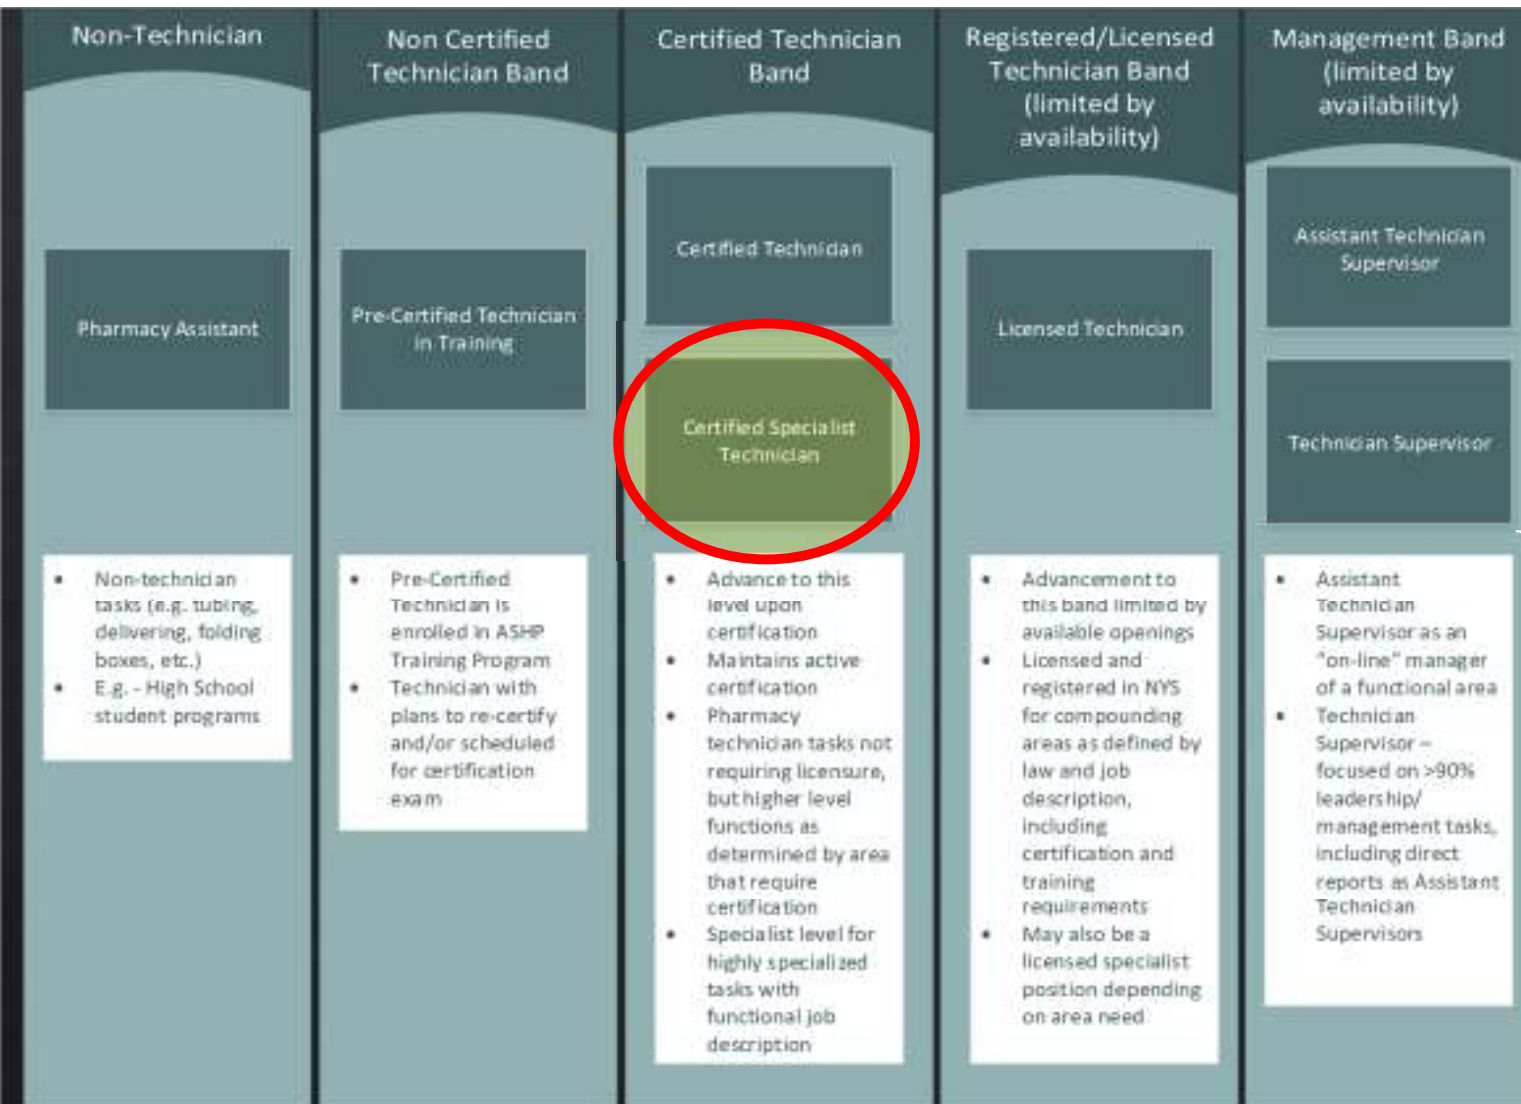 Non-Technician
Pharmacy Assistant
• Non-technician
tasks (e.g. tubing,
delivering, folding
boxes, etc.)
• E.g. - High School
student programs
Non Certified
Technician Band
Pre-Certified Technician
in Training
• Pre-Certified
Technician is
enrolled in ASHP
Training Program
• Technician with
plans to re-certify
and/or scheduled
for certification
exam
Certified Technician
Band
Certified Technician
Certified Specialist
Technician
• Advance to this
level upon
certification
• Maintains active
certification
• Pharmacy
technician tasks not
requiring licensure,
but higher level
functions as
determined by area
that require
certification
• Specialist level for
highly specialized
tasks with
functional job
description
Registered/Licensed
Technician Band
(limited by
availability)
Licensed Technician
• Advancement to
this band limited by
available openings
• Licensed and
registered in NYS
for compounding
areas as defined by
law and job
description,
including
certification and
training
requirements
• May also be a
licensed specialist
position depending
on area need
Management Band
(limited by
availability)
Assistant Technician
Supervisor
Technician Supervisor
• Assistant
Technician
Supervisor as an
“on-line” manager
of a functional area
• Technician
Supervisor –
focused on >90%
leadership/
management tasks,
including direct
reports as Assistant
Technician
Supervisors